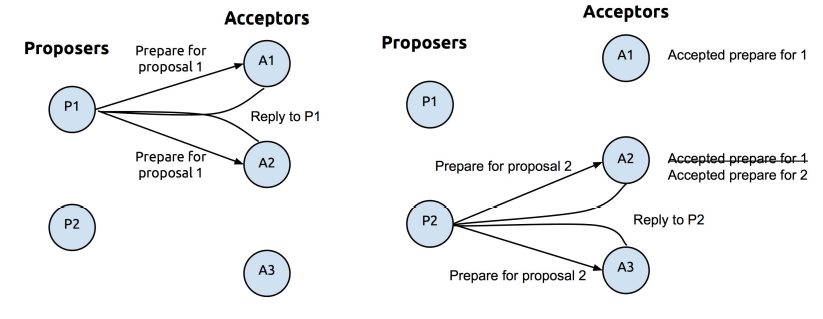 Acceptors
Proposers
Prepare for
proposal 1
A1
P1
Reply to P1
Prepare for
proposal 1
A2
P2
A3
Acceptors
Proposers
A1
Accepted prepare for 1
P1
Prepare for proposal 2
A2
Accepted prepare for 1
Accepted prepare for 2
P2
Reply to P2
Prepare for proposal 2
A3